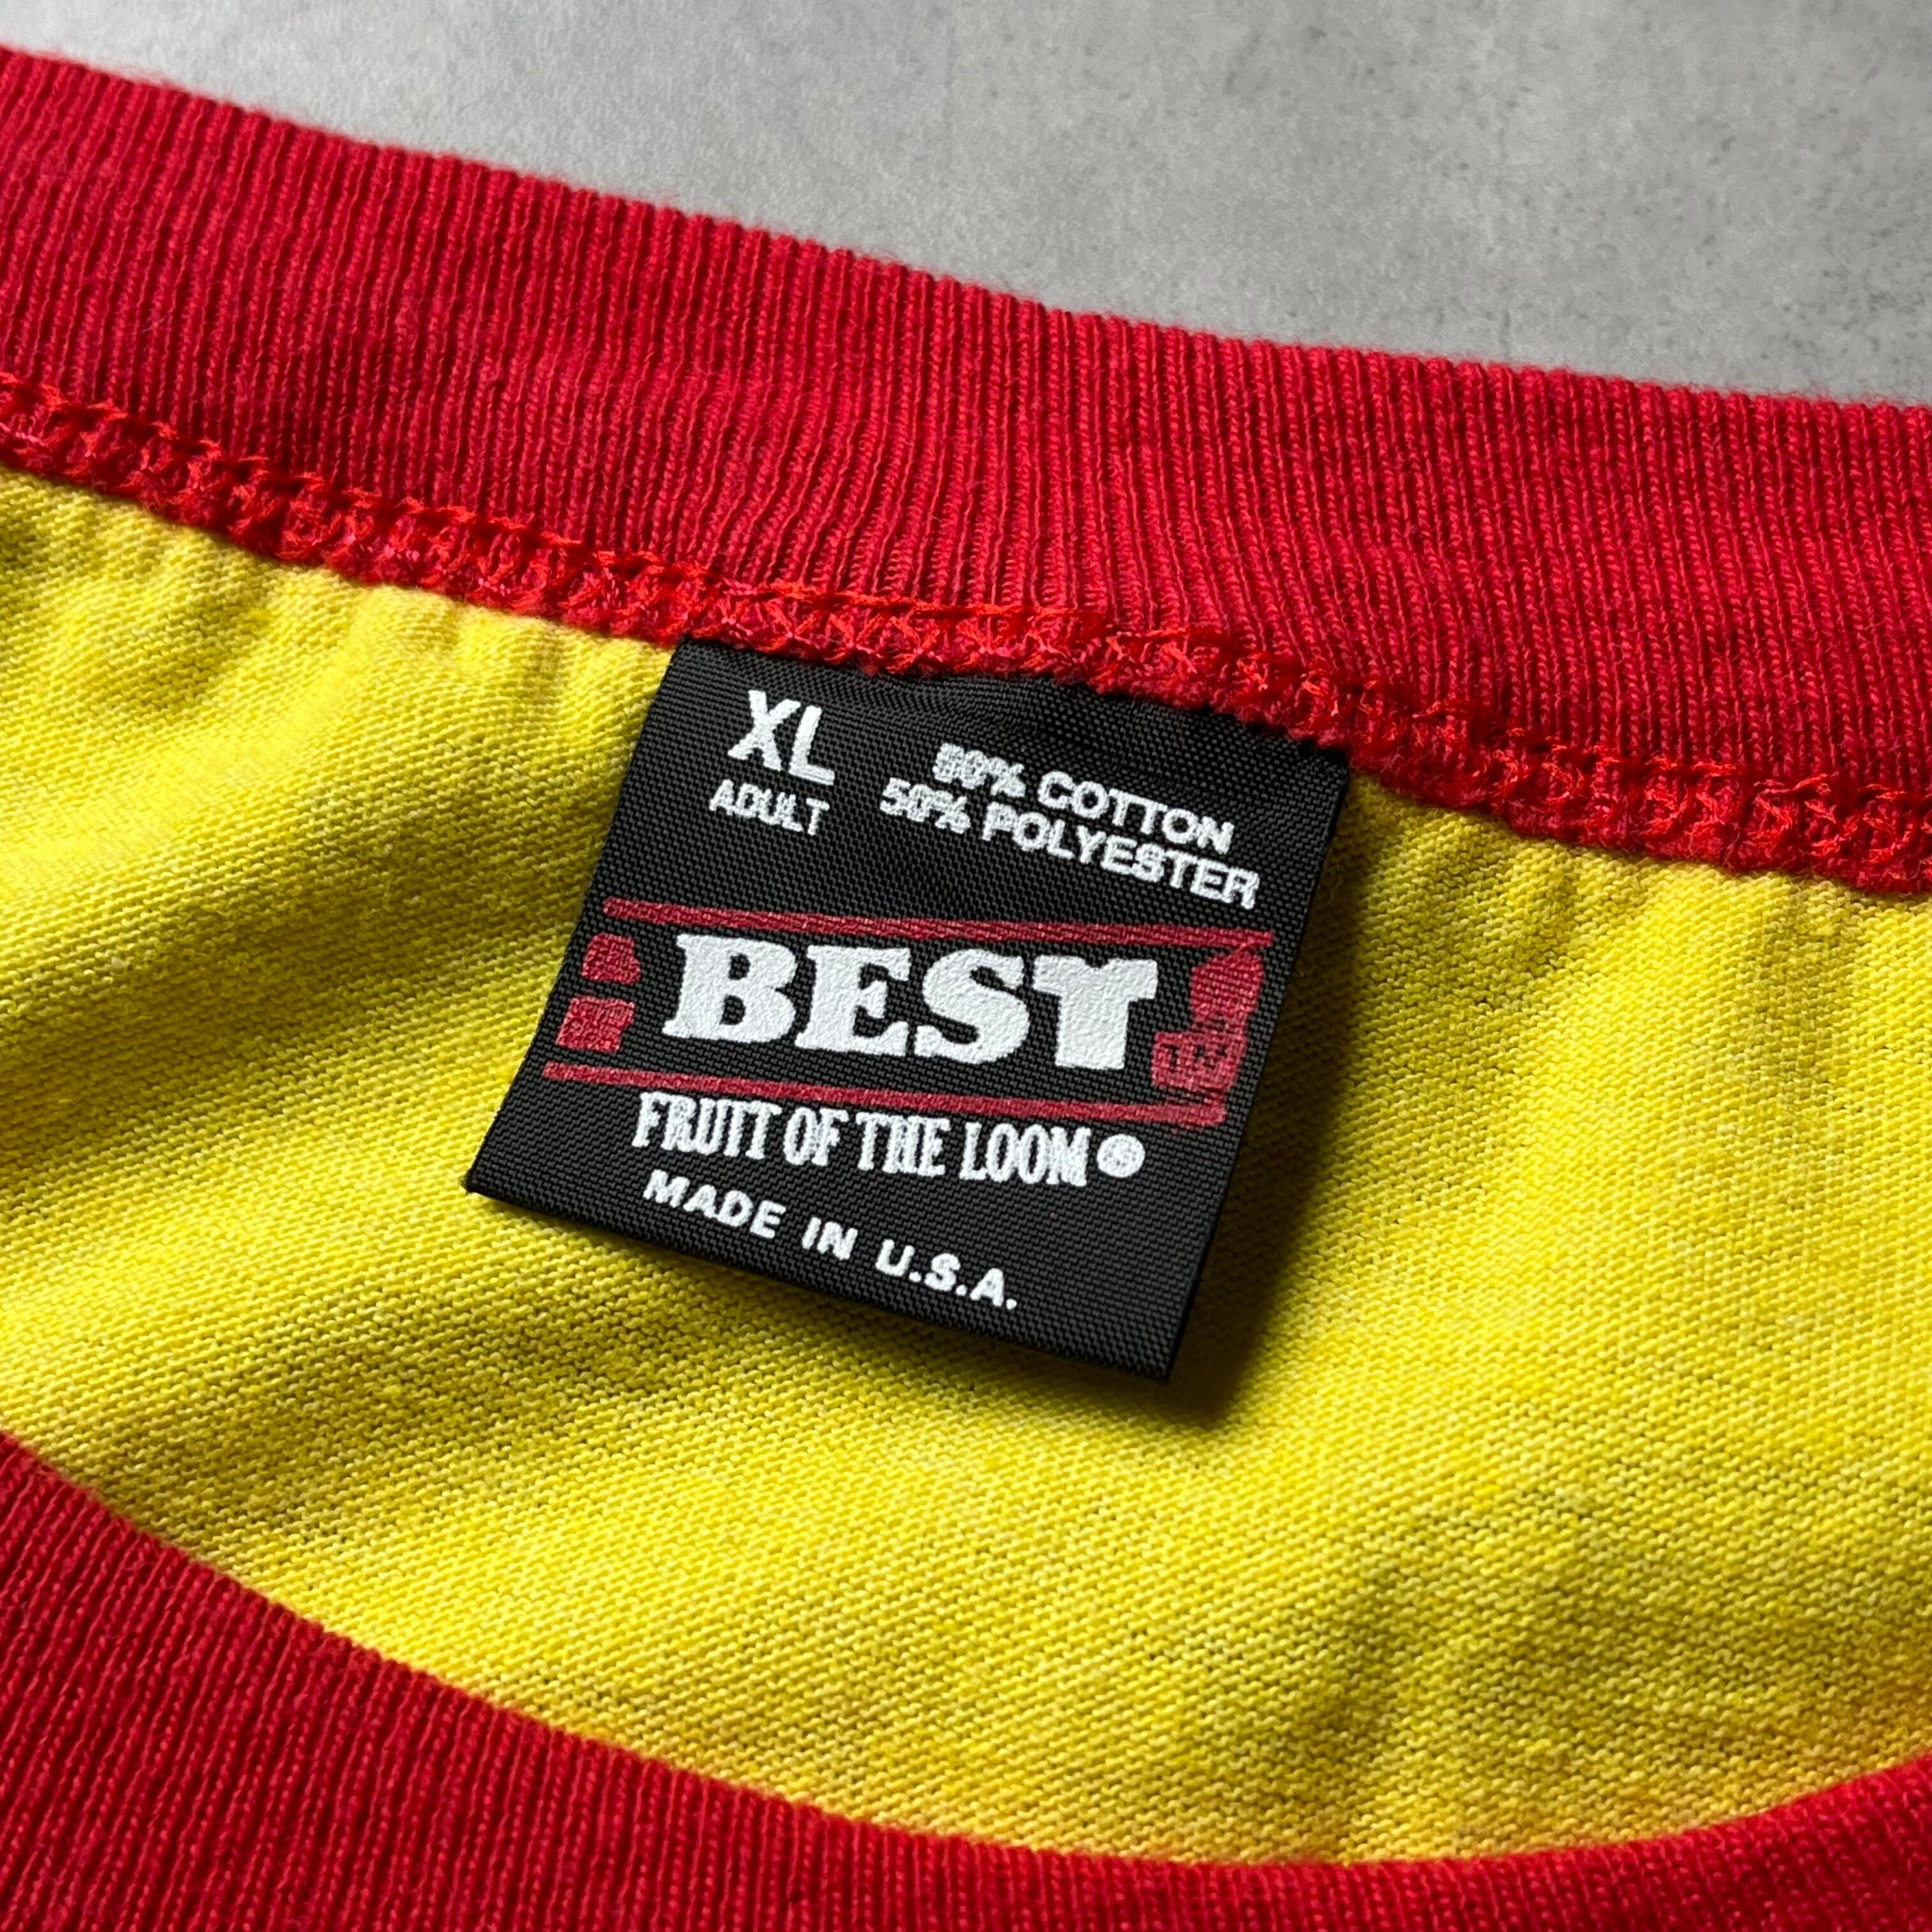 XL
ADULT
50% COTTON
50% POLYESTER
BEST
FRUIT OF THE LOOM®
MADE IN U.S.A.